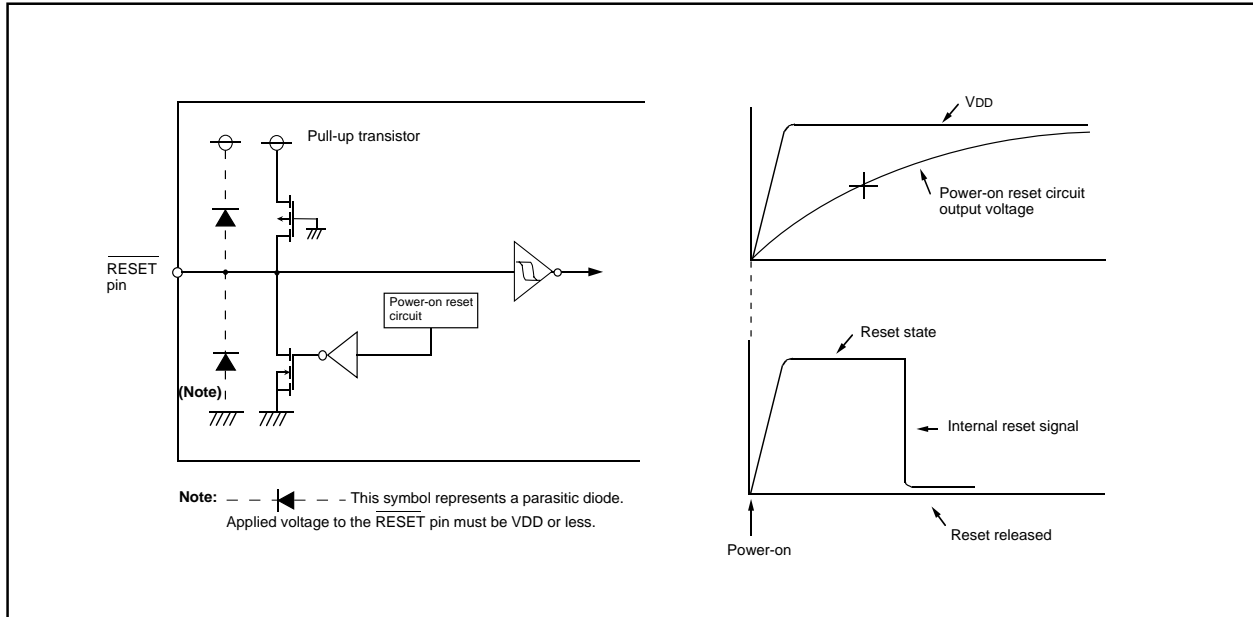 Pull-up transistor
RESET
pin
Power-on reset
circuit
(Note)
Note: This symbol represents a parasitic diode.
Applied voltage to the RESET pin must be VDD or less.
VDD
Power-on reset circuit
output voltage
Reset state
Internal reset signal
Reset released
Power-on